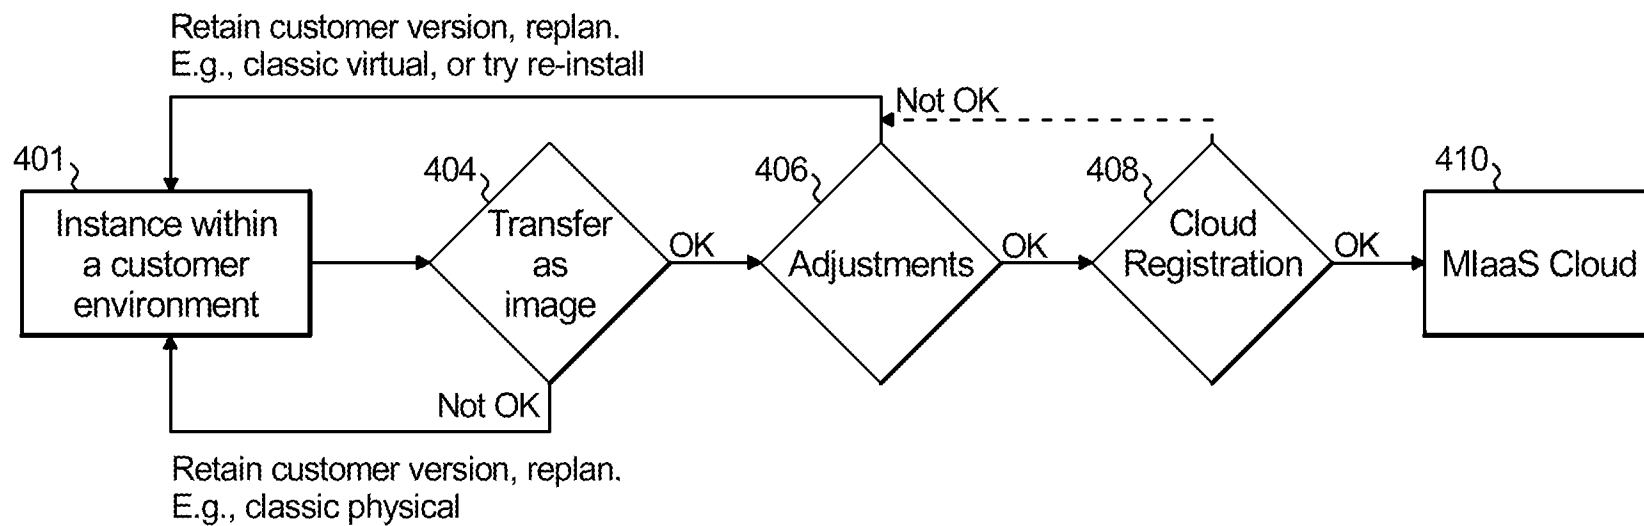 Retain customer version, replan.
E.g., classic virtual, or try re-install
Not OK
401
404
406
408
410
Instance within
a customer
environment
Transfer
as
image
OK
Adjustments
OK
Cloud
Registration
OK
MIaaS Cloud
Not OK
Retain customer version, replan.
E.g., classic physical